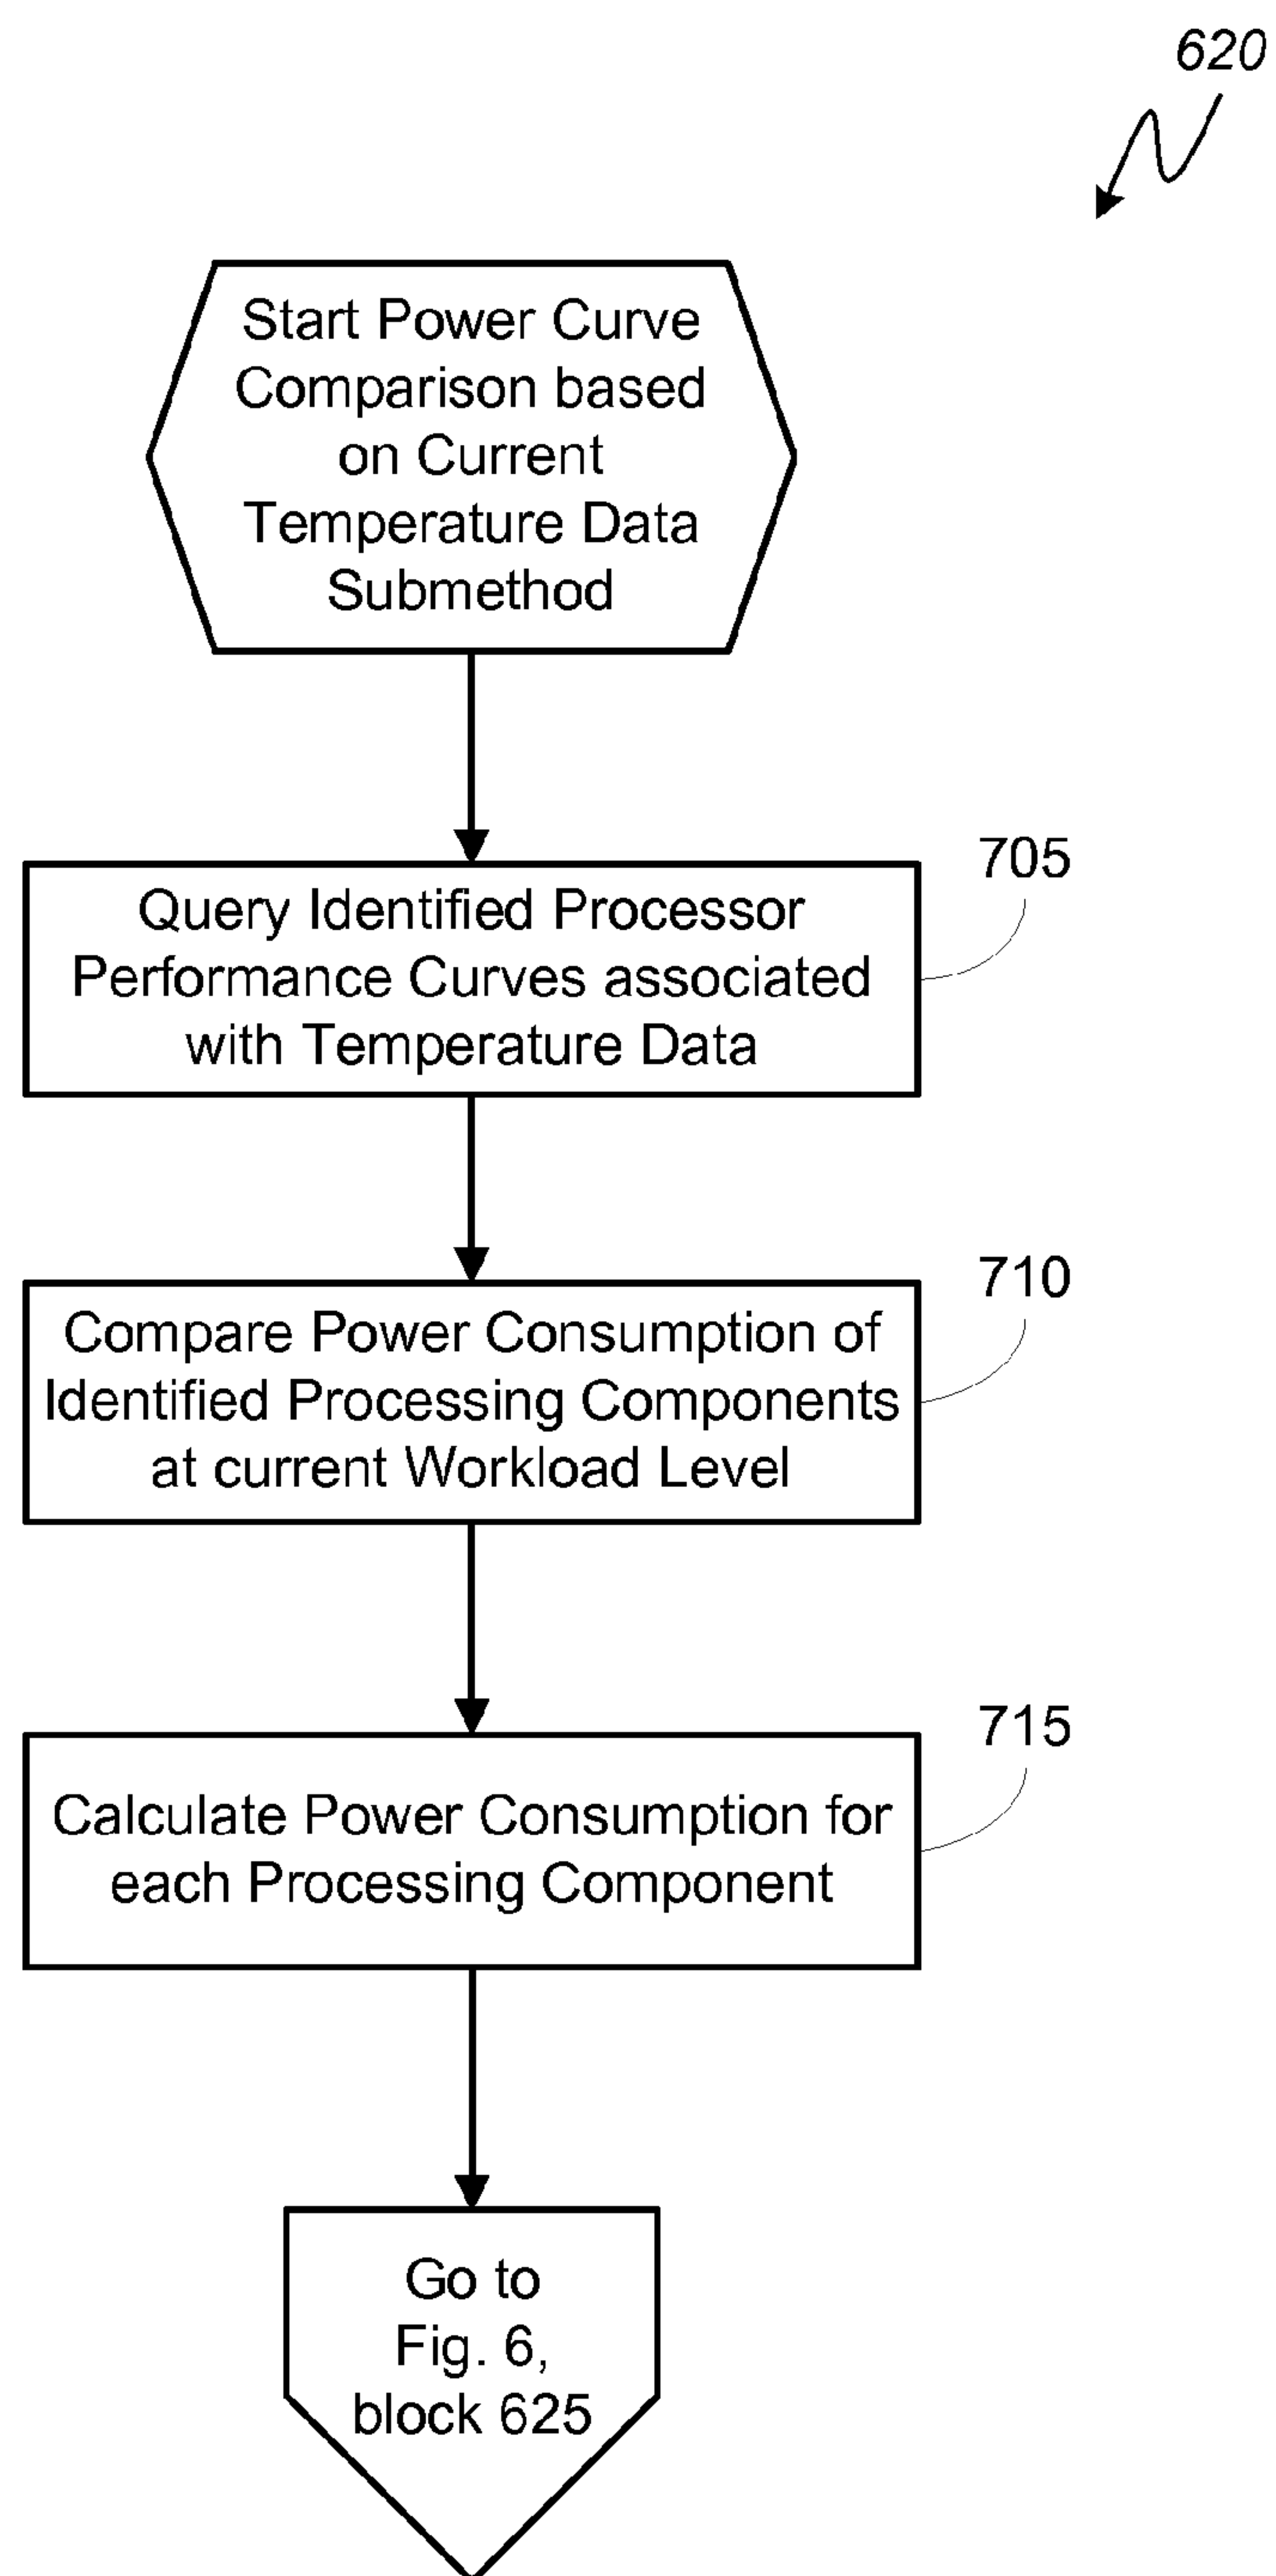 620
Start Power Curve
Comparison based
on Current
Temperature Data
Submethod
705
Query Identified Processor
Performance Curves associated
with Temperature Data
710
Compare Power Consumption of
Identified Processing Components
at current Workload Level
715
Calculate Power Consumption for
each Processing Component
Go to
Fig. 6,
block 625